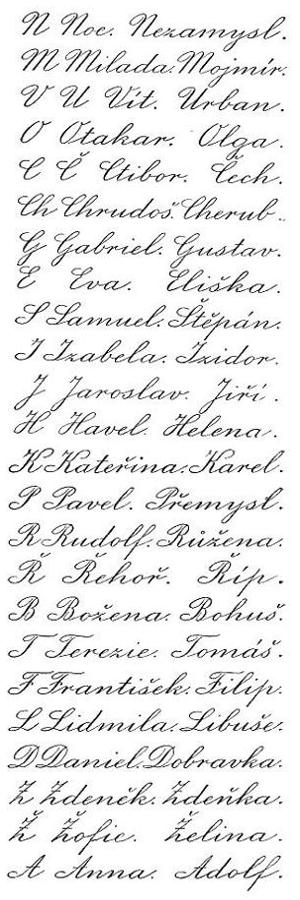 N Noc. Nezamysl.
M Milada. Mojmír.
V U Vít. Urban.
O Otakar. Olga.
C Č Ctibor. Čech.
Ch Chrudoš. Cherub.
G Gabriel. Gustav.
E Eva. Eliška.
S Samuel. Štěpán.
I Izabela. Izidor.
J Jaroslav. Jiří.
H Havel. Helena.
K Kateřina. Karel.
P Pavel. Přemysl.
R Rudolf. Růžena.
Ř Řehoř. Říp.
B Božena. Bohuš.
T Terezie. Tomáš.
F František. Filip.
L Lidmila. Libuše.
D Daniel. Dobravka.
Z Zdeněk. Zdeňka.
Ž Žofie. Želina.
A Anna. Adolf.